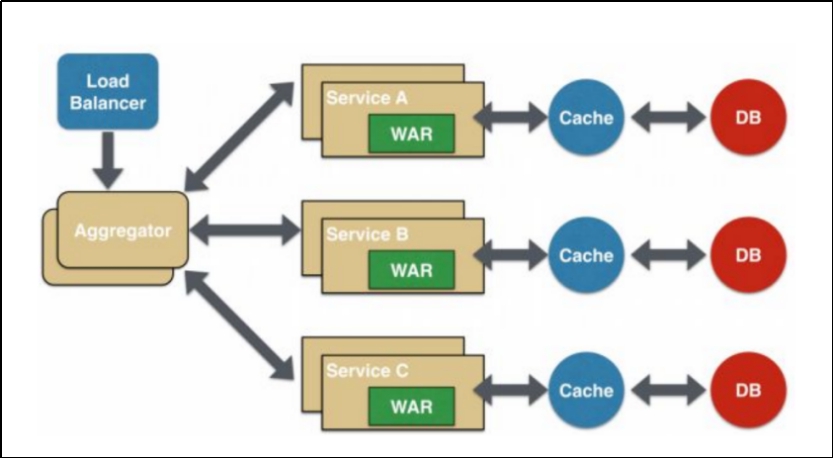 Load
Balancer
Aggregator
Service A
WAR
Cache
DB
Service B
WAR
Cache
DB
Service C
WAR
Cache
DB